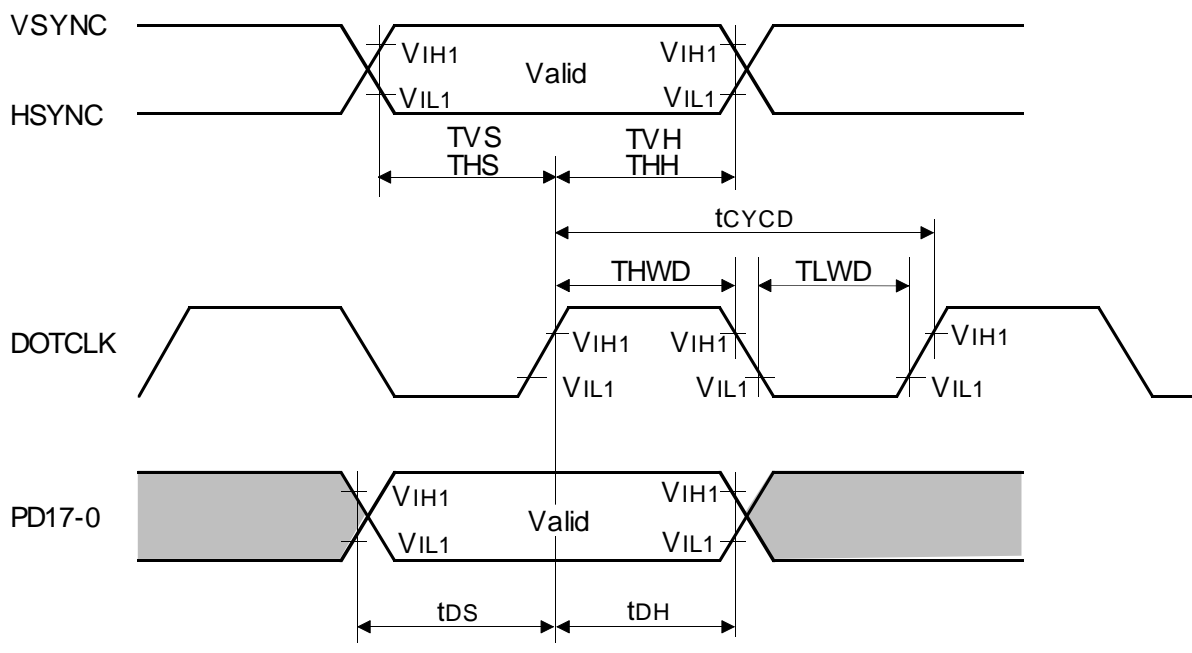 VSYNC
VIH1
VIH1
Valid
VIL1
VIL1
HSYNC
TVS
TVH
THS
THH
tCYCD
THWD
TLWD
DOTCLK
VIH1
VIH1
VIH1
VIL1
VIL1
VIL1
VIH1
VIH1
PD17-0
Valid
VIL1
VIL1
tDS
tDH